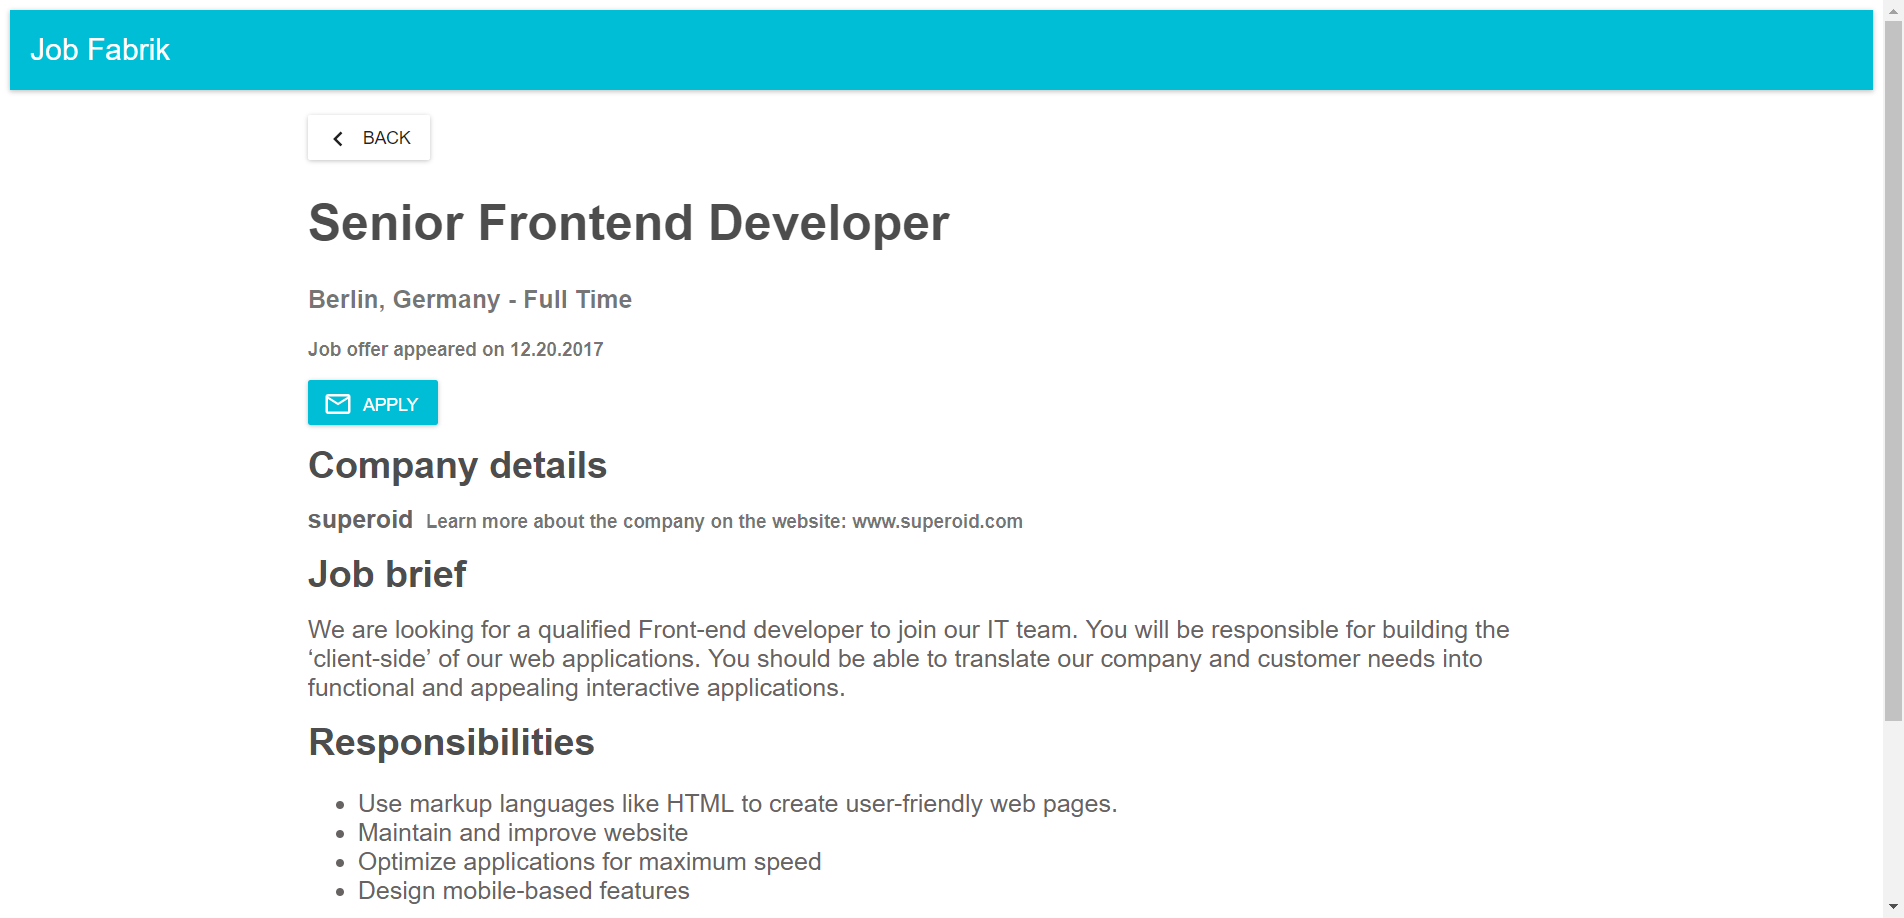 Job Fabrik
BACK
Senior Frontend Developer
Berlin, Germany - Full Time
Job offer appeared on 12.20.2017
APPLY
Company details
superoid Learn more about the company on the website: www.superoid.com
Job brief
We are looking for a qualified Front-end developer to join our IT team. You will be responsible for building the
‘client-side’ of our web applications. You should be able to translate our company and customer needs into
functional and appealing interactive applications.
Responsibilities
• Use markup languages like HTML to create user-friendly web pages.
• Maintain and improve website
• Optimize applications for maximum speed
• Design mobile-based features